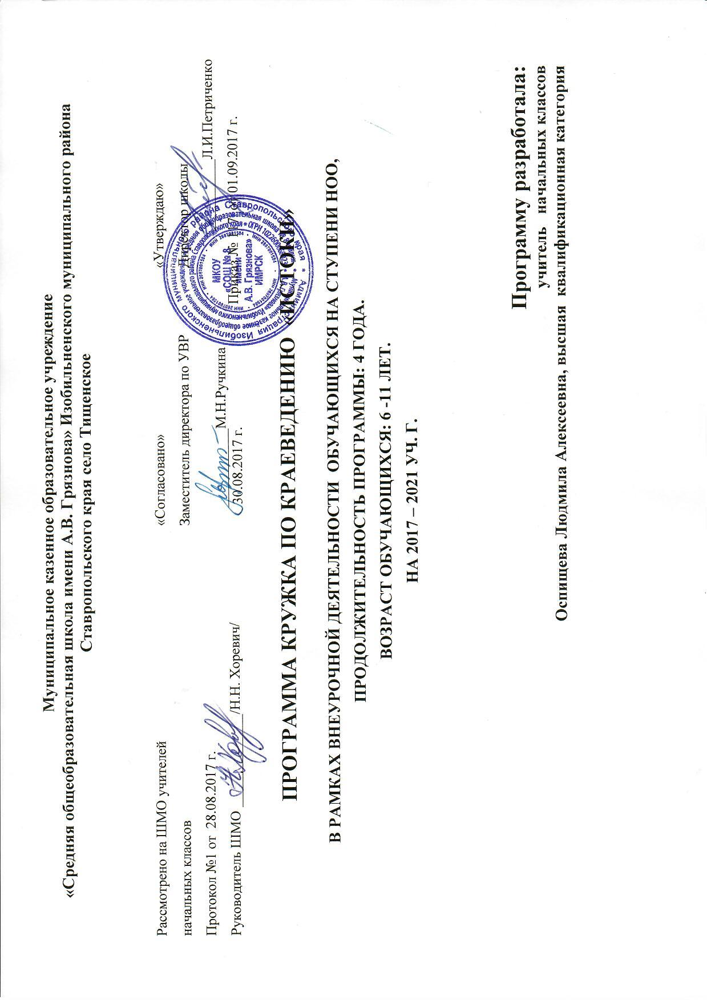 Муниципальное казенное образовательное учреждение
«Средняя общеобразовательная школа имени А.В. Грязнова» Изобильненского муниципального района
Ставропольского края село Тищенское
Рассмотрено на ШМО учителей
начальных классов
Протокол №1 от 28.08.2017 г.
Руководитель ШМО /Н.Н. Хоревич/
«Согласовано»
Заместитель директора по УВР
М.Н.Ручкина
30.08.2017 г.
«Утверждаю»
Директор школы
Л.И.Петриченко
Приказ № от 01.09.2017 г.
МКОУ
«СОШ № 8
имени
А.В. Грязнова»
ИМРСК
ПРОГРАММА КРУЖКА ПО КРАЕВЕДЕНИЮ «ИСТОКИ»
В РАМКАХ ВНЕУРОЧНОЙ ДЕЯТЕЛЬНОСТИ ОБУЧАЮЩИХСЯ НА СТУПЕНИ НОО,
ПРОДОЛЖИТЕЛЬНОСТЬ ПРОГРАММЫ: 4 ГОДА.
ВОЗРАСТ ОБУЧАЮЩИХСЯ: 6 -11 ЛЕТ.
НА 2017 – 2021 УЧ. Г.
Программу разработала:
учитель начальных классов
Оспищева Людмила Алексеевна, высшая квалификационная категория